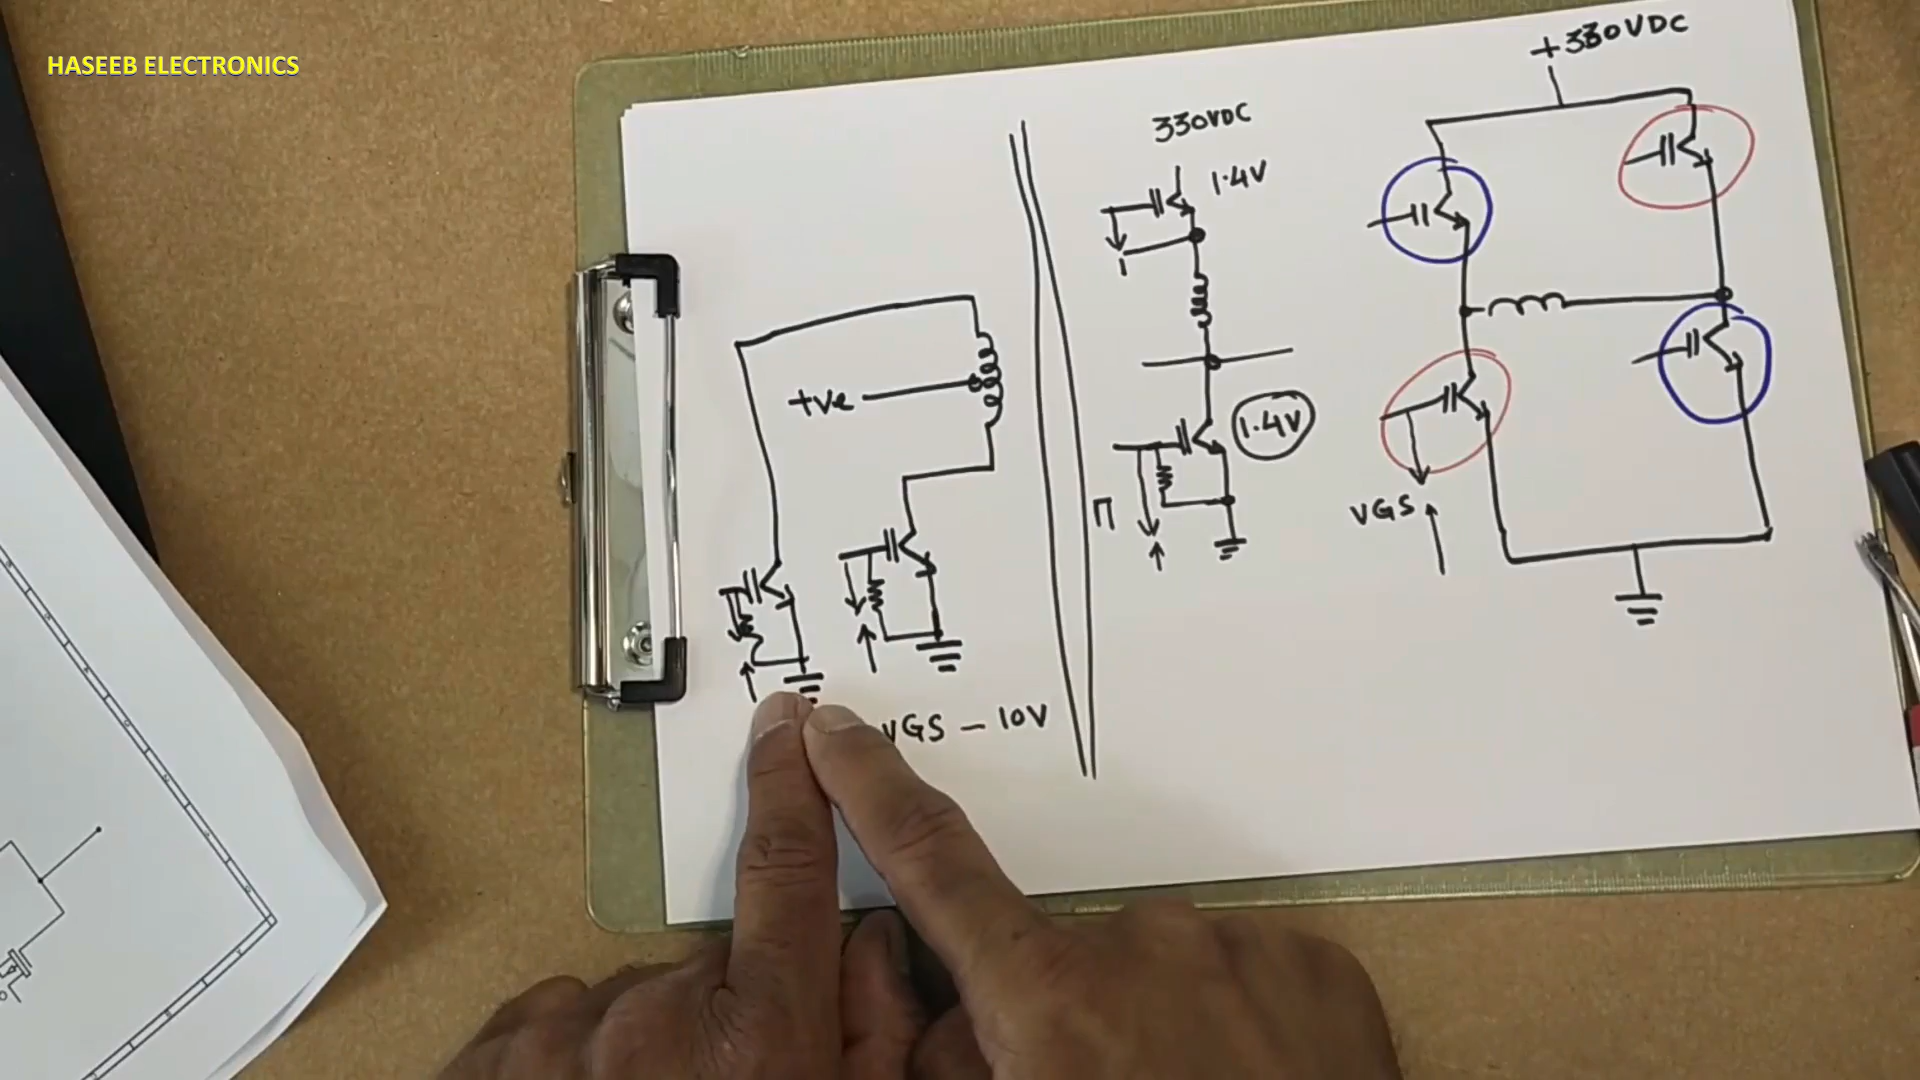 HASEEB ELECTRONICS
+330VDC
330VDC
1.4V
+ve
1.4V
VGS
VGS - 10V